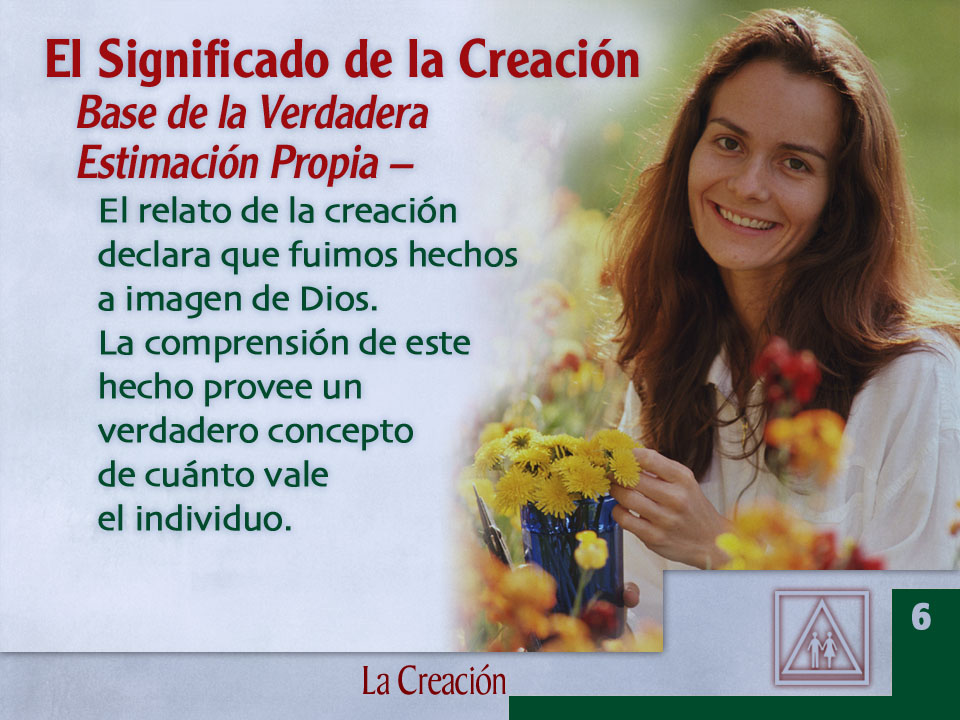 El Significado de la Creación
Base de la Verdadera
Estimación Propia –
El relato de la creación
declara que fuimos hechos
a imagen de Dios.
La comprensión de este
hecho provee un
verdadero concepto
de cuánto vale
el individuo.
6
La Creación